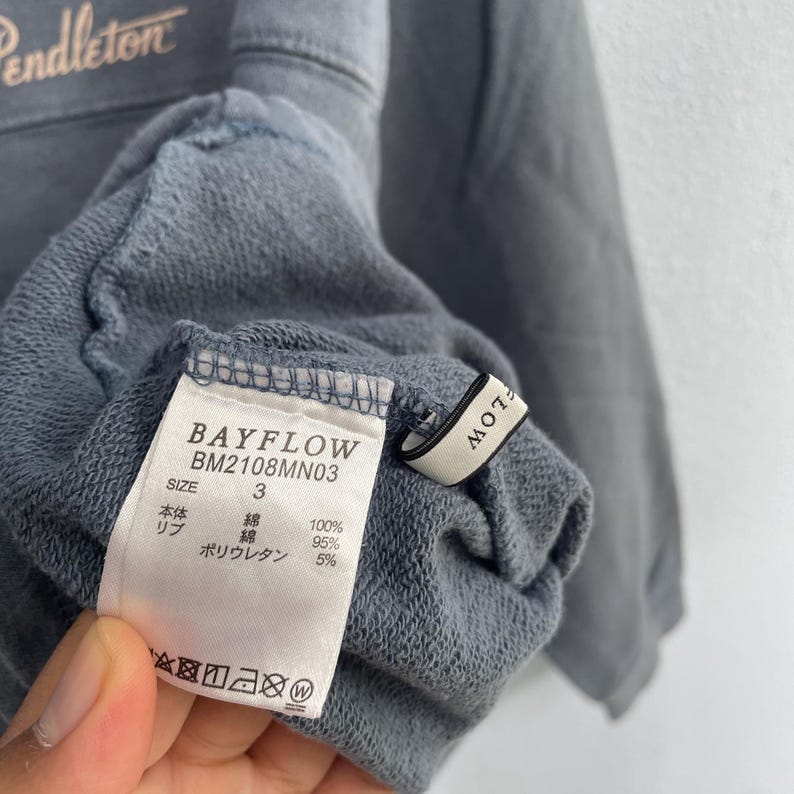 Pendleton
BAYFLOW
BM2108MN03
SIZE 3
本体 綿 100%
リブ 綿 95%
ポリウレタン 5%
LOW
W